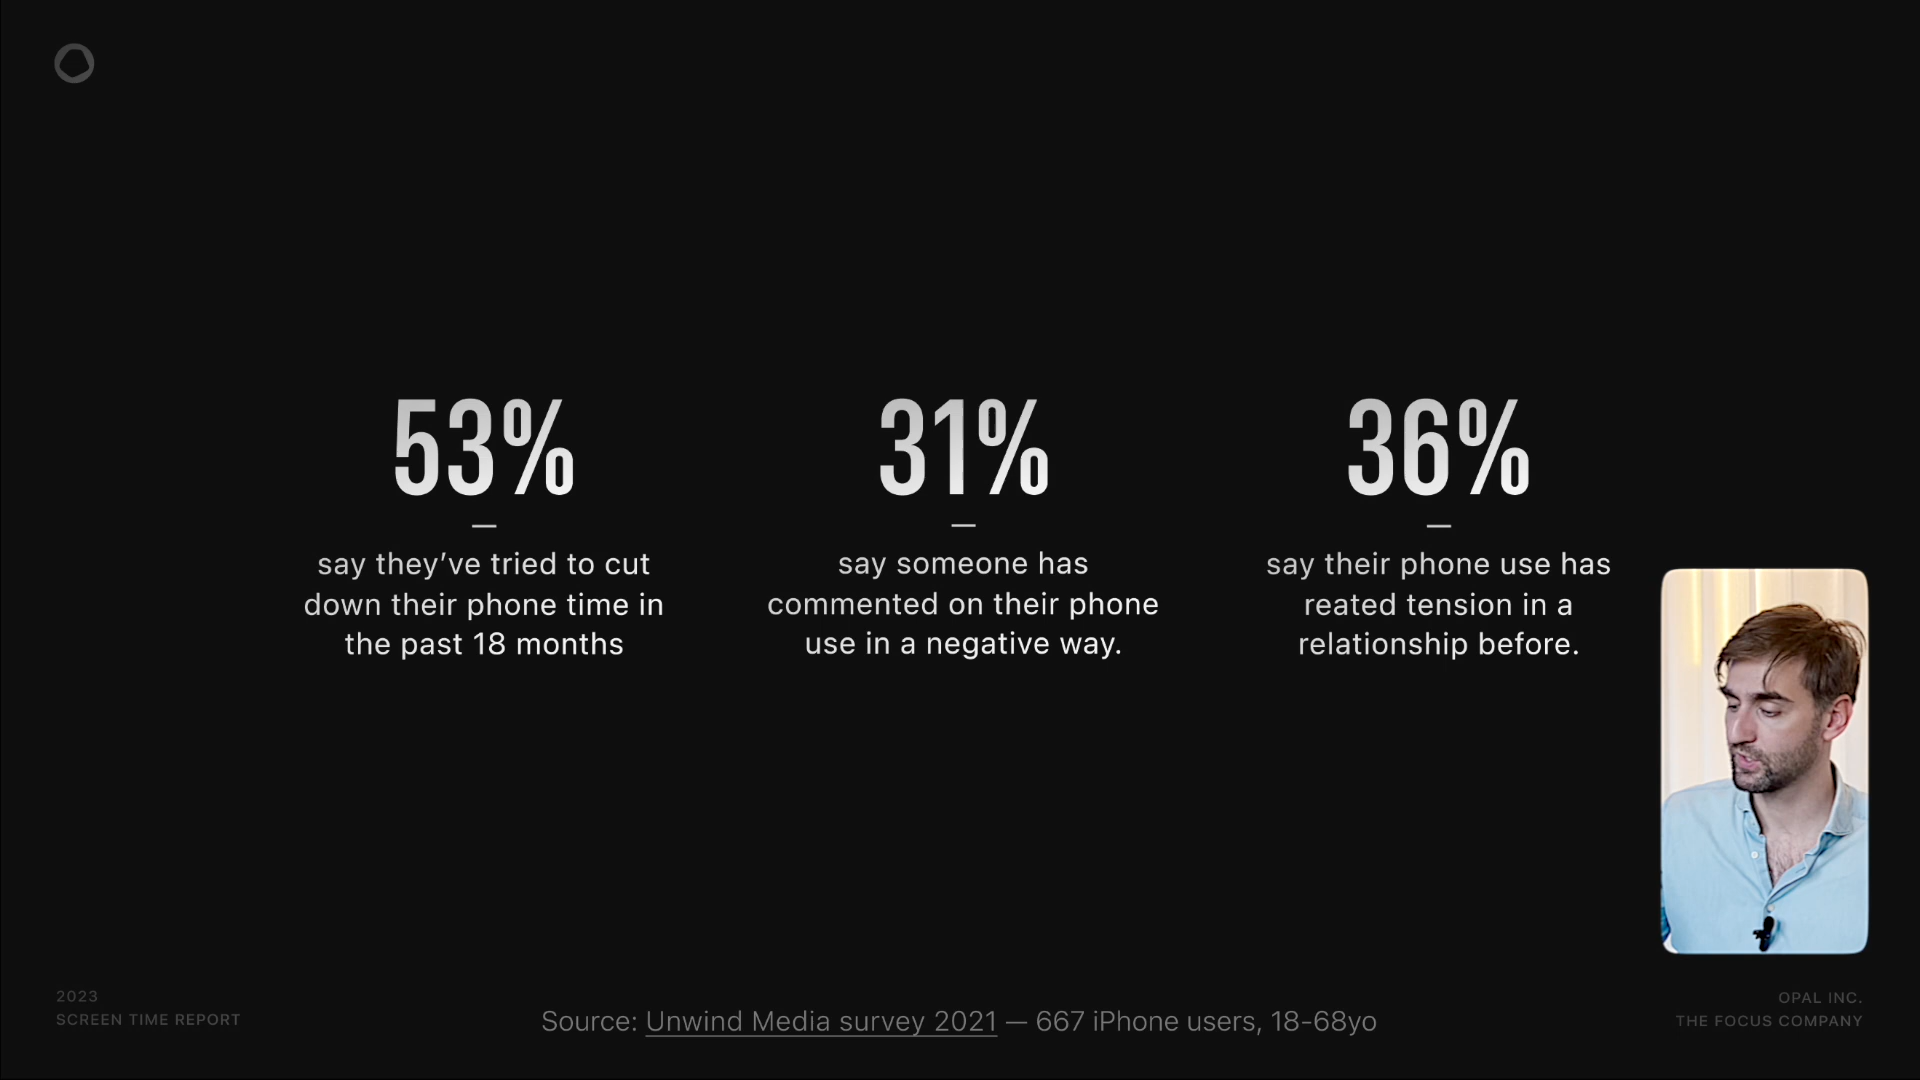 53%
—
say they’ve tried to cut
down their phone time in
the past 18 months
31%
—
say someone has
commented on their phone
use in a negative way.
36%
—
say their phone use has
reated tension in a
relationship before.
2023
SCREEN TIME REPORT
Source: Unwind Media survey 2021 — 667 iPhone users, 18-68yo
OPAL INC.
THE FOCUS COMPANY